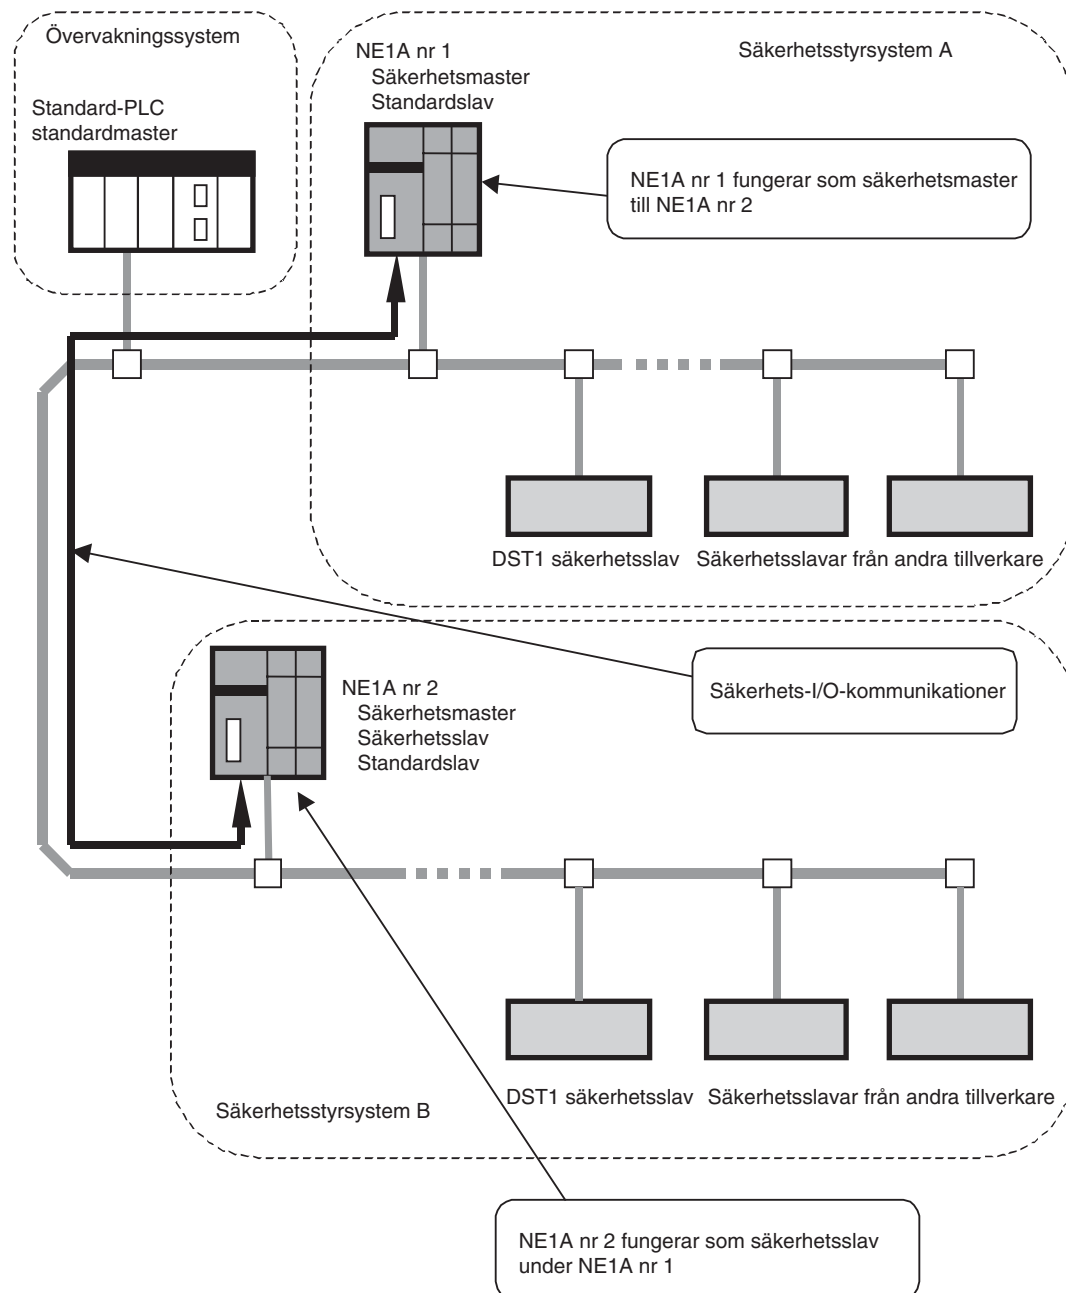 Övervakningssystem
Standard-PLC
standardmaster
NE1A nr 1
Säkerhetsmaster
Standardslav
Säkerhetsstyrsystem A
NE1A nr 1 fungerar som säkerhetsmaster
till NE1A nr 2
DST1 säkerhetsslav
Säkerhetsslavar från andra tillverkare
NE1A nr 2
Säkerhetsmaster
Säkerhetsslav
Standardslav
Säkerhets-I/O-kommunikationer
DST1 säkerhetsslav
Säkerhetsslavar från andra tillverkare
Säkerhetsstyrsystem B
NE1A nr 2 fungerar som säkerhetsslav
under NE1A nr 1